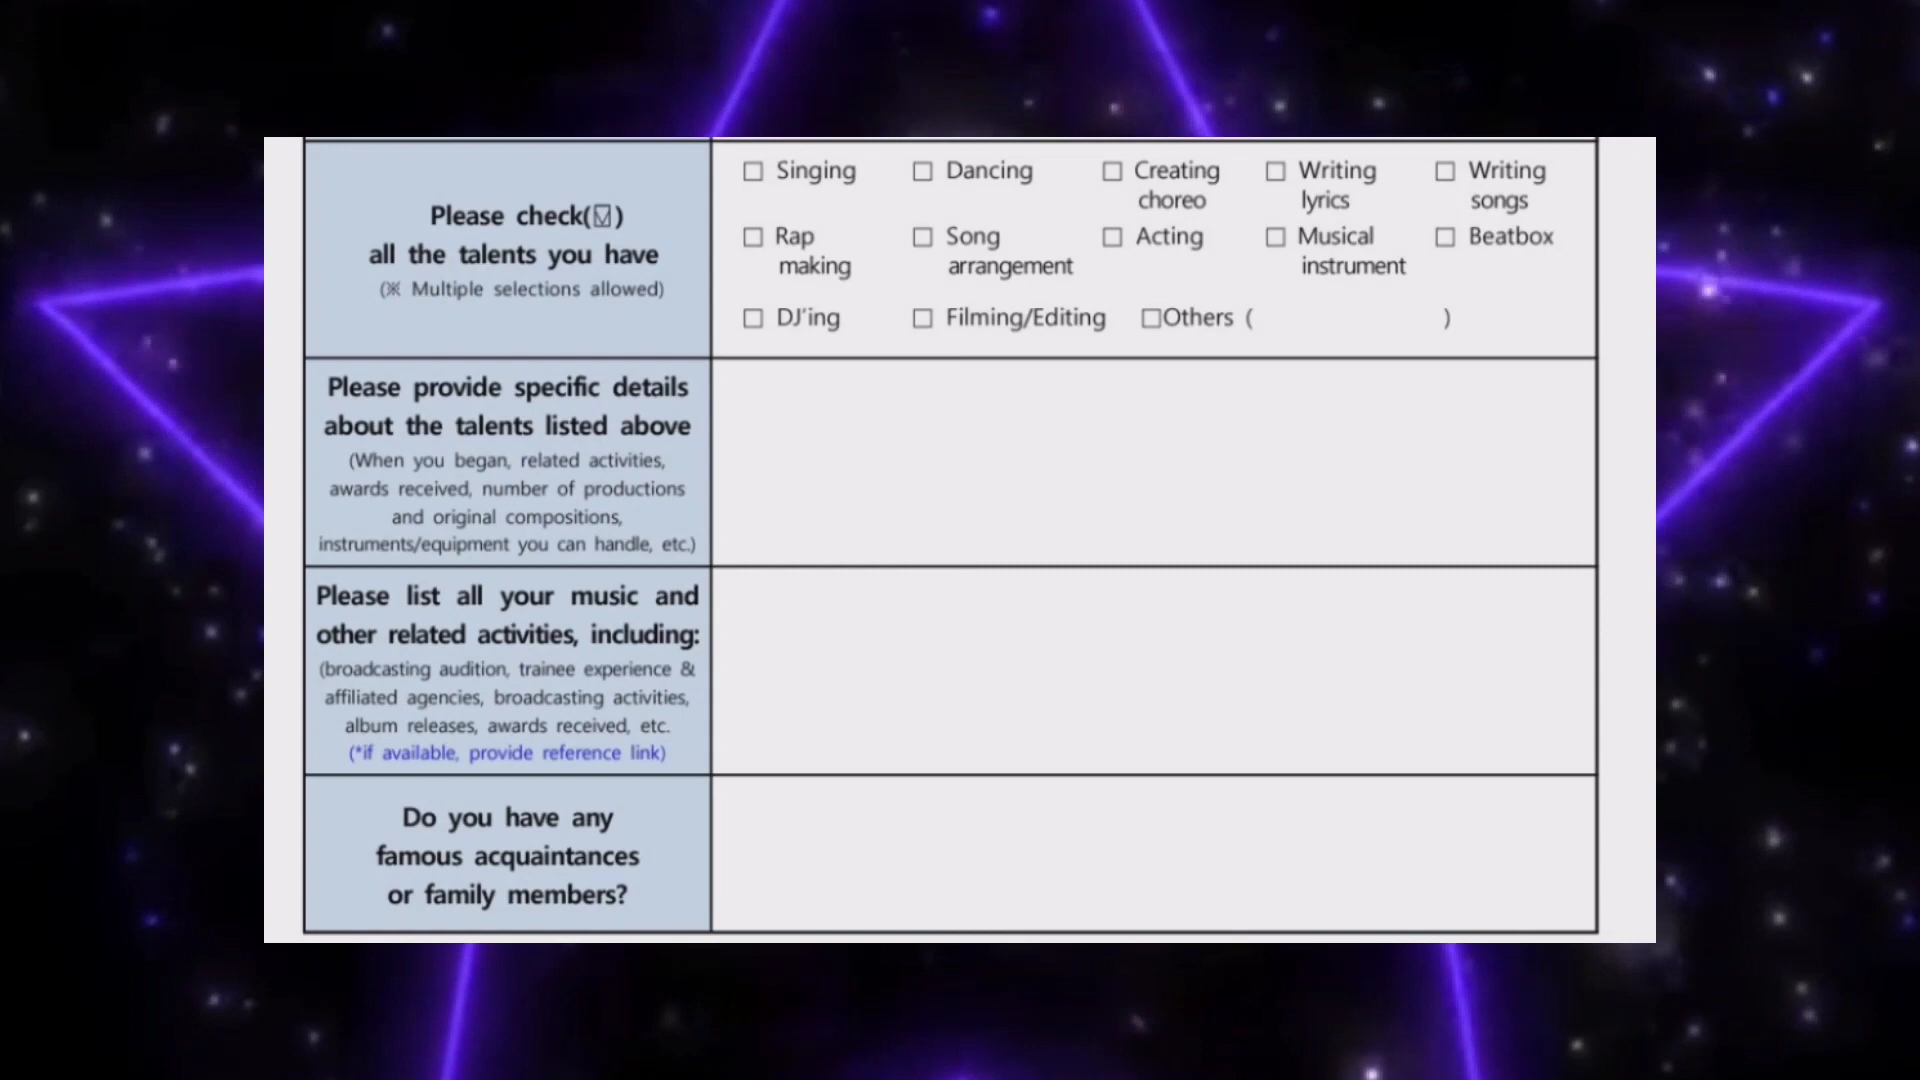 Please check(☑)
all the talents you have
(※ Multiple selections allowed)
☐ Singing ☐ Dancing ☐ Creating choreo ☐ Writing lyrics ☐ Writing songs
☐ Rap making ☐ Song arrangement ☐ Acting ☐ Musical instrument ☐ Beatbox
☐ DJ'ing ☐ Filming/Editing ☐Others ( )
Please provide specific details
about the talents listed above
(When you began, related activities,
awards received, number of productions
and original compositions,
instruments/equipment you can handle, etc.)
Please list all your music and
other related activities, including:
(broadcasting audition, trainee experience &
affiliated agencies, broadcasting activities,
album releases, awards received, etc.
(*if available, provide reference link)
Do you have any
famous acquaintances
or family members?